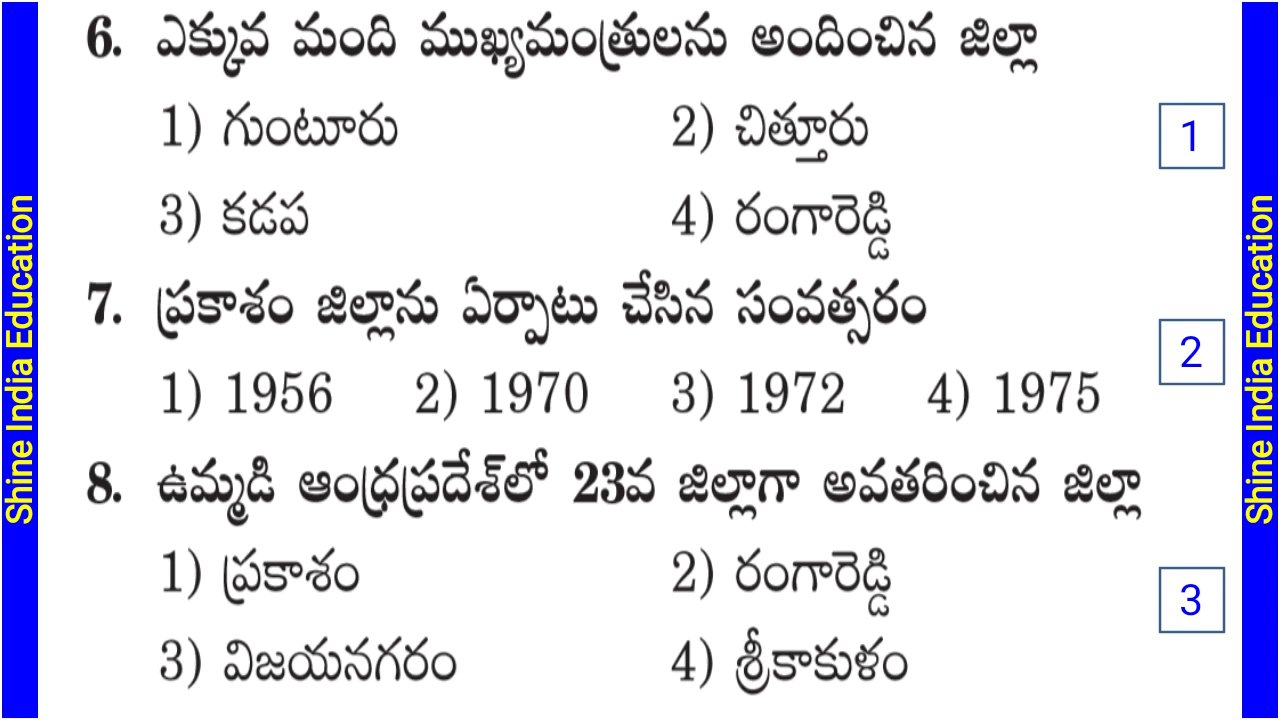 Shine India Education
6. ఎక్కువ మంది ముఖ్యమంత్రులను అందించిన జిల్లా
1) గుంటూరు 2) చిత్తూరు
1
3) కడప 4) రంగారెడ్డి
7. ప్రకాశం జిల్లాను ఏర్పాటు చేసిన సంవత్సరం
2
1) 1956 2) 1970 3) 1972 4) 1975
8. ఉమ్మడి ఆంధ్రప్రదేశ్‌లో 23వ జిల్లాగా అవతరించిన జిల్లా
1) ప్రకాశం 2) రంగారెడ్డి
3
3) విజయనగరం 4) శ్రీకాకుళం
Shine India Education